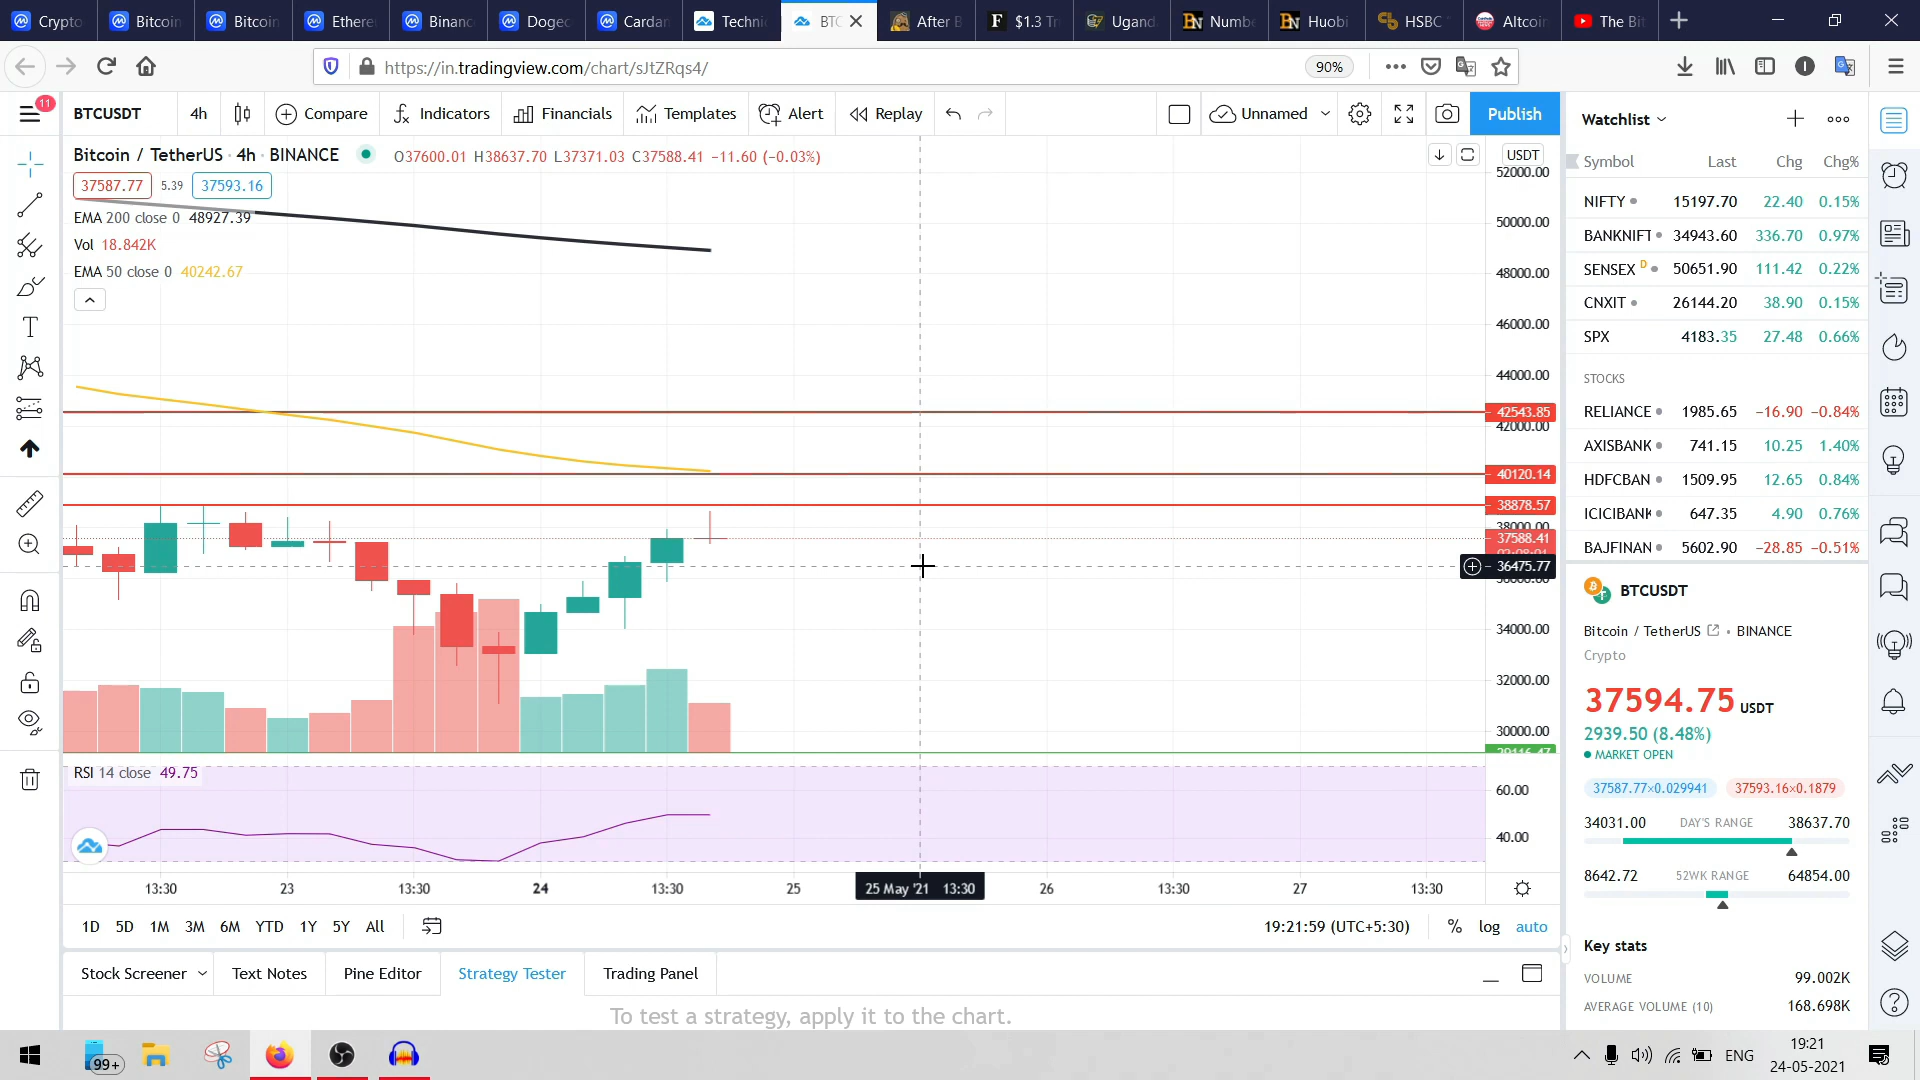 Crypto Bitcoin Bitcoin Ethere Binanc Dogec Cardan Techni BTC After B $1.3 Tr Ugand Numbe Huobi HSBC Altcoin The Bit
https://in.tradingview.com/chart/sJtZRqs4/ 90%
11 BTCUSDT 4h Compare Indicators Financials Templates Alert Replay Unnamed Publish
Bitcoin / TetherUS · 4h · BINANCE O37600.01 H38637.70 L37371.03 C37588.41 −11.60 (−0.03%) USDT
37587.77 5.39 37593.16
EMA 200 close 0 48927.39
Vol 18.842K
EMA 50 close 0 40242.67
52000.00
50000.00
48000.00
46000.00
44000.00
42543.85
42000.00
40120.14
38878.57
38000.00
37588.41
36475.77
36000.00
34000.00
32000.00
30000.00
29116.47
RSI 14 close 49.75
60.00
40.00
13:30 23 13:30 24 13:30 25 25 May '21 13:30 26 13:30 27 13:30
1D 5D 1M 3M 6M YTD 1Y 5Y All 19:21:59 (UTC+5:30) % log auto
Stock Screener Text Notes Pine Editor Strategy Tester Trading Panel
To test a strategy, apply it to the chart.
Watchlist
Symbol Last Chg Chg%
NIFTY 15197.70 22.40 0.15%
BANKNIFT 34943.60 336.70 0.97%
SENSEX D 50651.90 111.42 0.22%
CNXIT 26144.20 38.90 0.15%
SPX 4183.35 27.48 0.66%
STOCKS
RELIANCE 1985.65 −16.90 −0.84%
AXISBANK 741.15 10.25 1.40%
HDFCBAN 1509.95 12.65 0.84%
ICICIBANK 647.35 4.90 0.76%
BAJFINAN 5602.90 −28.85 −0.51%
BTCUSDT
Bitcoin / TetherUS • BINANCE
Crypto
37594.75 USDT
2939.50 (8.48%)
MARKET OPEN
37587.77×0.029941 37593.16×0.1879
34031.00 DAY'S RANGE 38637.70
8642.72 52WK RANGE 64854.00
Key stats
VOLUME 99.002K
AVERAGE VOLUME (10) 168.698K
99+ ENG 19:21
24-05-2021